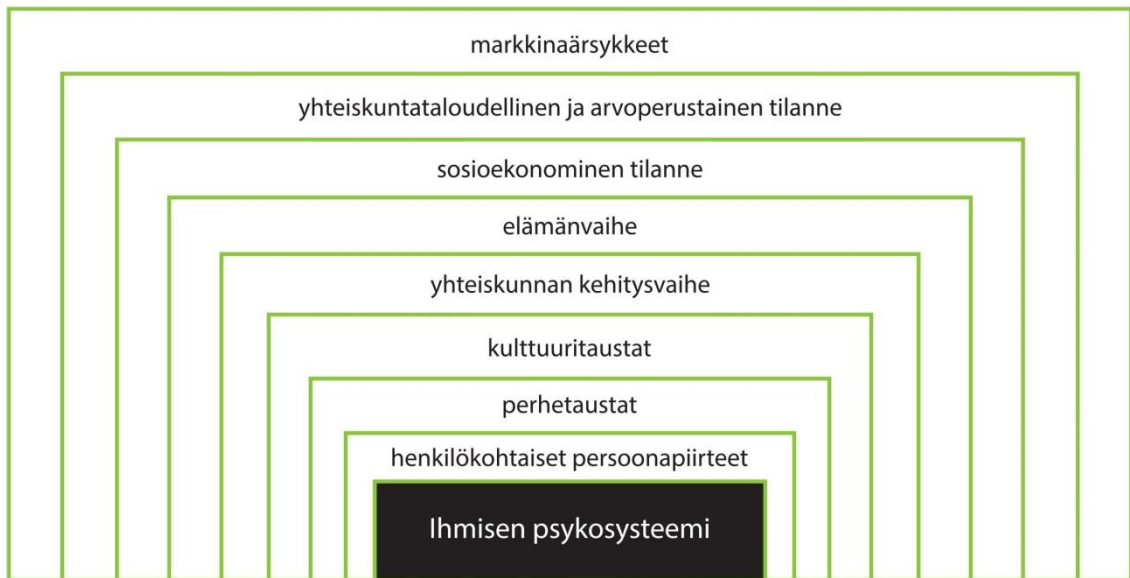 markkinaärsykkeet
yhteiskuntataloudellinen ja arvoperustainen tilanne
sosioekonominen tilanne
elämänvaihe
yhteiskunnan kehitysvaihe
kulttuuritaustat
perhetaustat
henkilökohtaiset persoonapiirteet
Ihmisen psykosysteemi